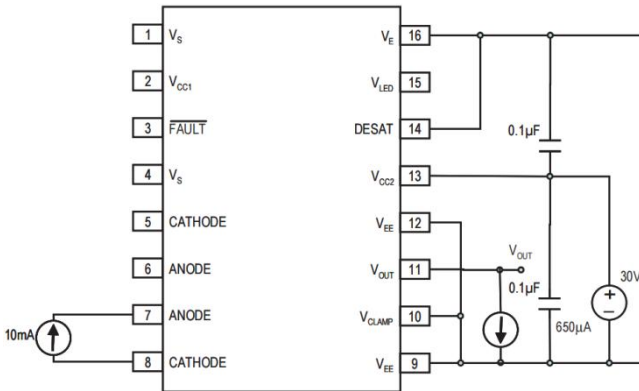 1 V_S V_E 16
2 V_CC1 V_LED 15
3 FAULT DESAT 14
0.1µF
4 V_S V_CC2 13
5 CATHODE V_EE 12
6 ANODE V_OUT 11
V_OUT
0.1µF
30V
10mA
7 ANODE V_CLAMP 10
650µA
8 CATHODE V_EE 9